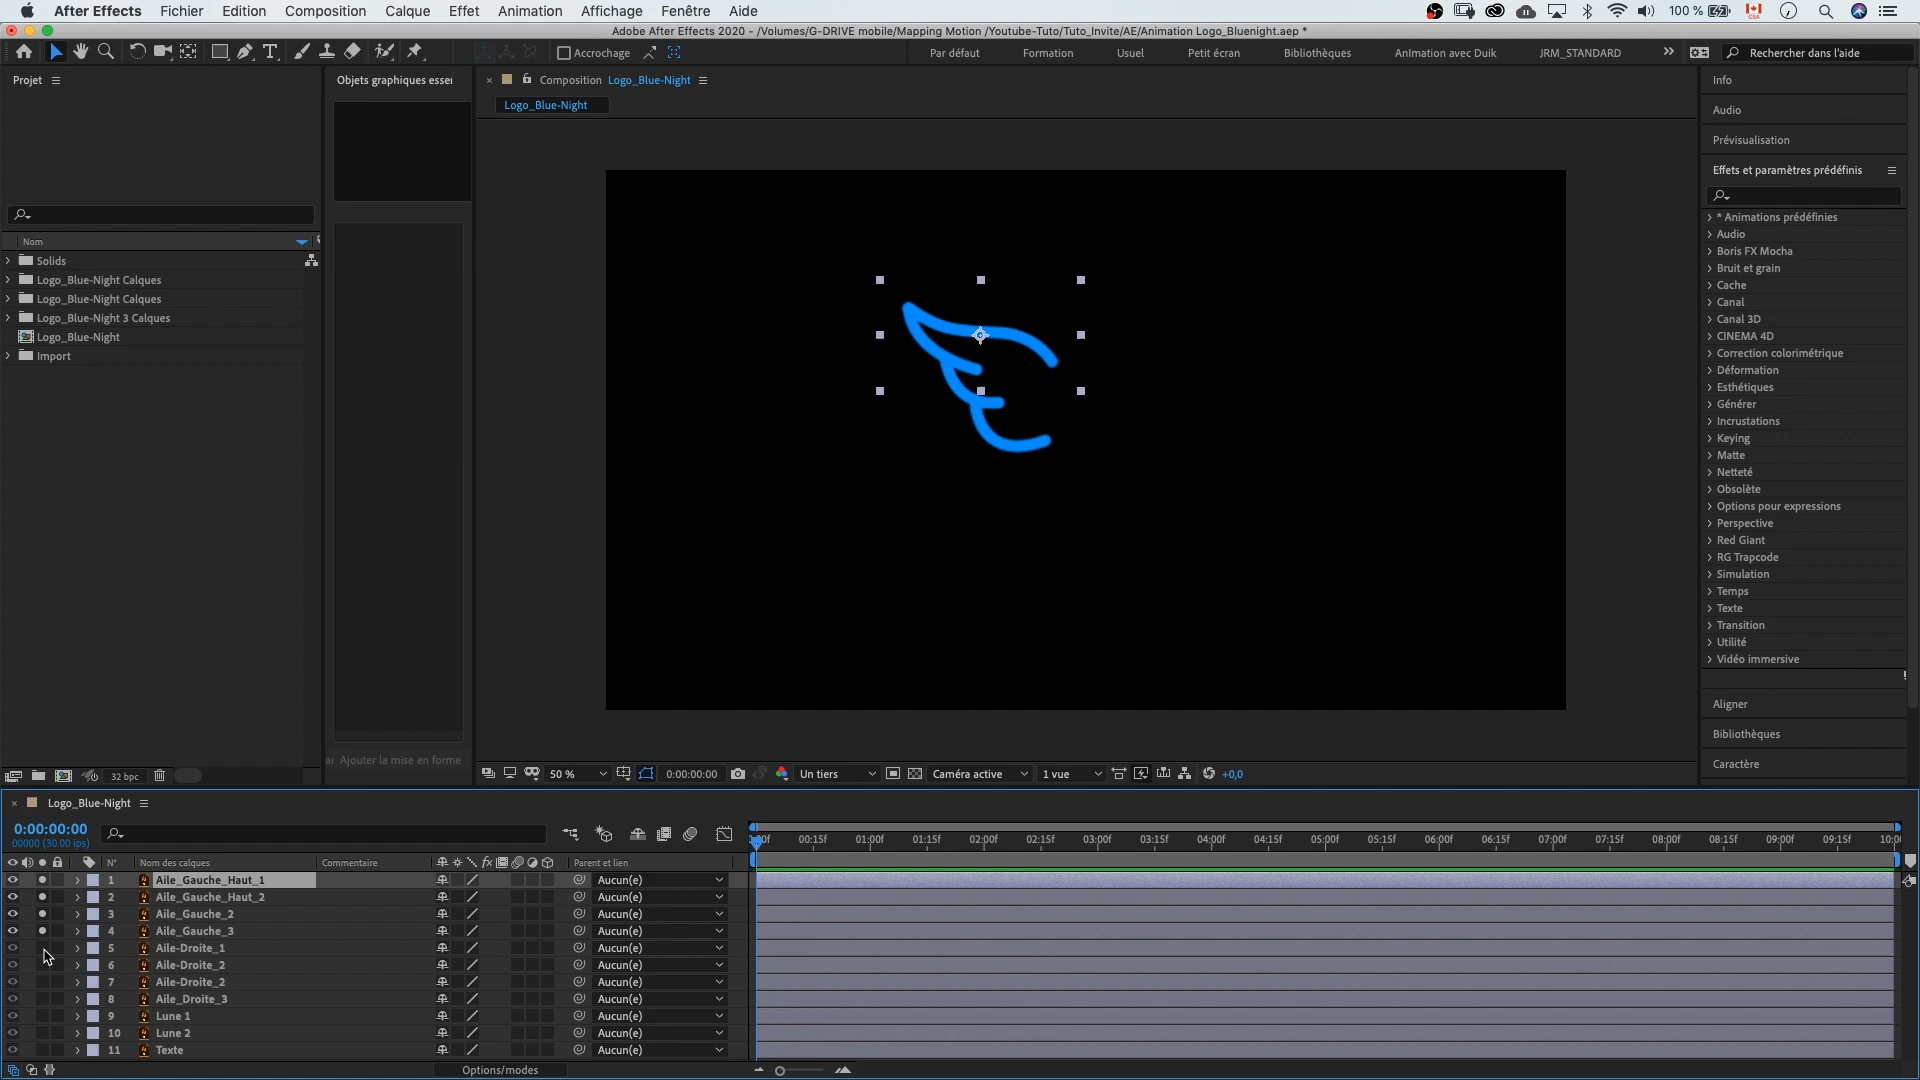 After Effects Fichier Edition Composition Calque Effet Animation Affichage Fenêtre Aide 100 %
Adobe After Effects 2020 - /Volumes/G-DRIVE mobile/Mapping Motion /Youtube-Tuto/Tuto_Invite/AE/Animation Logo_Bluenight.aep *
Accrochage Par défaut Formation Usuel Petit écran Bibliothèques Animation avec Duik JRM_STANDARD » Rechercher dans l'aide
Projet Objets graphiques esser × Composition Logo_Blue-Night
Logo_Blue-Night
Info
Audio
Prévisualisation
Effets et paramètres prédéfinis
* Animations prédéfinies
Audio
Boris FX Mocha
Bruit et grain
Cache
Canal
Canal 3D
CINEMA 4D
Correction colorimétrique
Déformation
Esthétiques
Générer
Incrustations
Keying
Matte
Netteté
Obsolète
Options pour expressions
Perspective
Red Giant
RG Trapcode
Simulation
Temps
Texte
Transition
Utilité
Vidéo immersive
Aligner
Bibliothèques
Caractère
Nom
Solids
Logo_Blue-Night Calques
Logo_Blue-Night Calques
Logo_Blue-Night 3 Calques
Logo_Blue-Night
Import
Ajouter la mise en forme
32 bpc
50 % 0:00:00:00 Un tiers Caméra active 1 vue +0,0
× Logo_Blue-Night
0:00:00:00
00000 (30.00 ips)
00:15f 01:00f 01:15f 02:00f 02:15f 03:00f 03:15f 04:00f 04:15f 05:00f 05:15f 06:00f 06:15f 07:00f 07:15f 08:00f 08:15f 09:00f 09:15f 10:0
N° Nom des calques Commentaire fx Parent et lien
1 Aile_Gauche_Haut_1 Aucun(e)
2 Aile_Gauche_Haut_2 Aucun(e)
3 Aile_Gauche_2 Aucun(e)
4 Aile_Gauche_3 Aucun(e)
5 Aile-Droite_1 Aucun(e)
6 Aile-Droite_2 Aucun(e)
7 Aile-Droite_2 Aucun(e)
8 Aile_Droite_3 Aucun(e)
9 Lune 1 Aucun(e)
10 Lune 2 Aucun(e)
11 Texte Aucun(e)
Options/modes